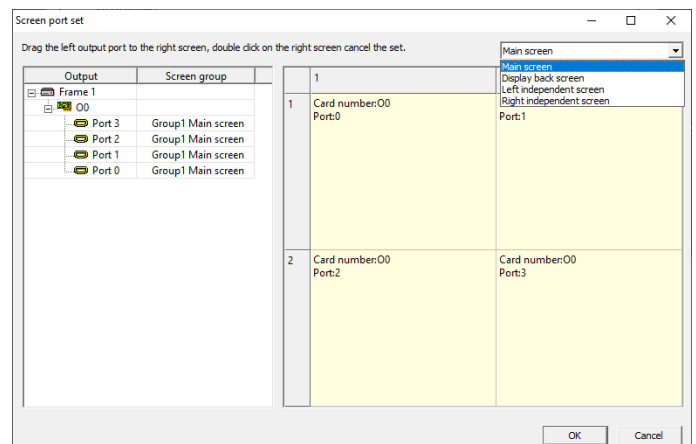 Screen port set
Drag the left output port to the right screen, double click on the right screen cancel the set.
Main screen
Main screen
Display back screen
Left independent screen
Right independent screen
Output Screen group
Frame 1
O0
Port 3 Group1 Main screen
Port 2 Group1 Main screen
Port 1 Group1 Main screen
Port 0 Group1 Main screen
1
1 Card number:O0
Port:0 Port:1
2 Card number:O0 Card number:O0
Port:2 Port:3
OK Cancel